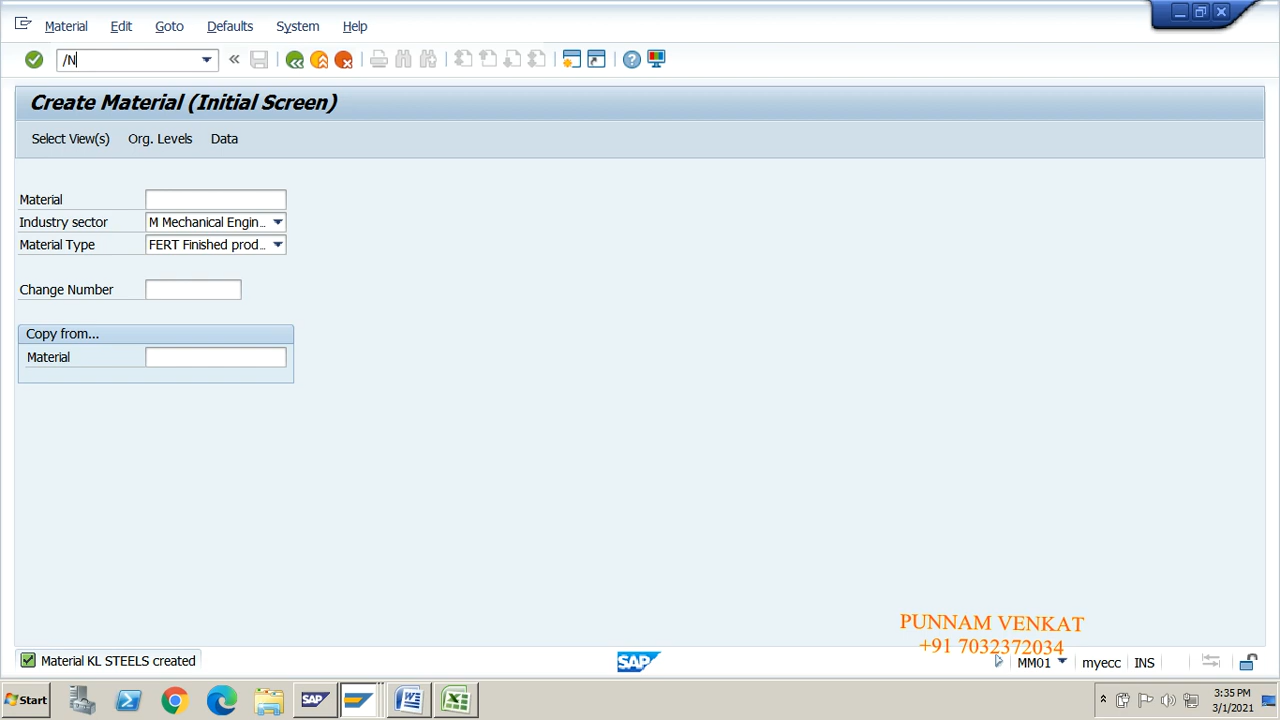 Material Edit Goto Defaults System Help
/N
Create Material (Initial Screen)
Select View(s) Org. Levels Data
Material
Industry sector M Mechanical Engin...
Material Type FERT Finished prod...
Change Number
Copy from...
Material
PUNNAM VENKAT
+91 7032372034
Material KL STEELS created
SAP
MM01 myecc INS
Start
SAP
3:35 PM
3/1/2021